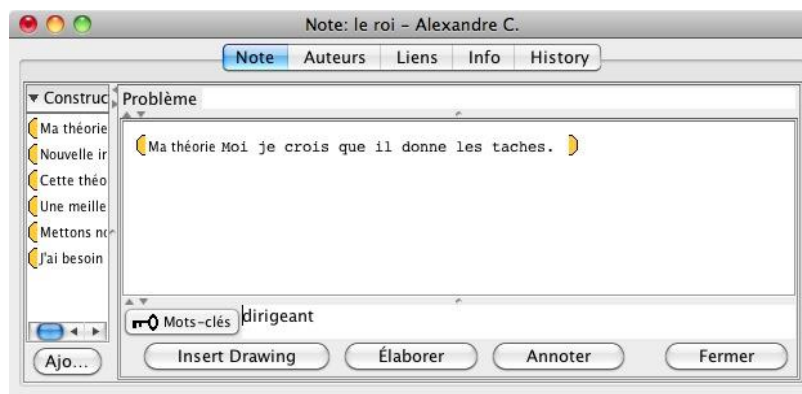 Note: le roi – Alexandre C.
Note Auteurs Liens Info History
Construc
Problème
Ma théorie
Nouvelle ir
Cette théo
Une meille
Mettons no
J'ai besoin
Ma théorie Moi je crois que il donne les taches.
Mots-clés dirigeant
Ajo...
Insert Drawing Élaborer Annoter Fermer